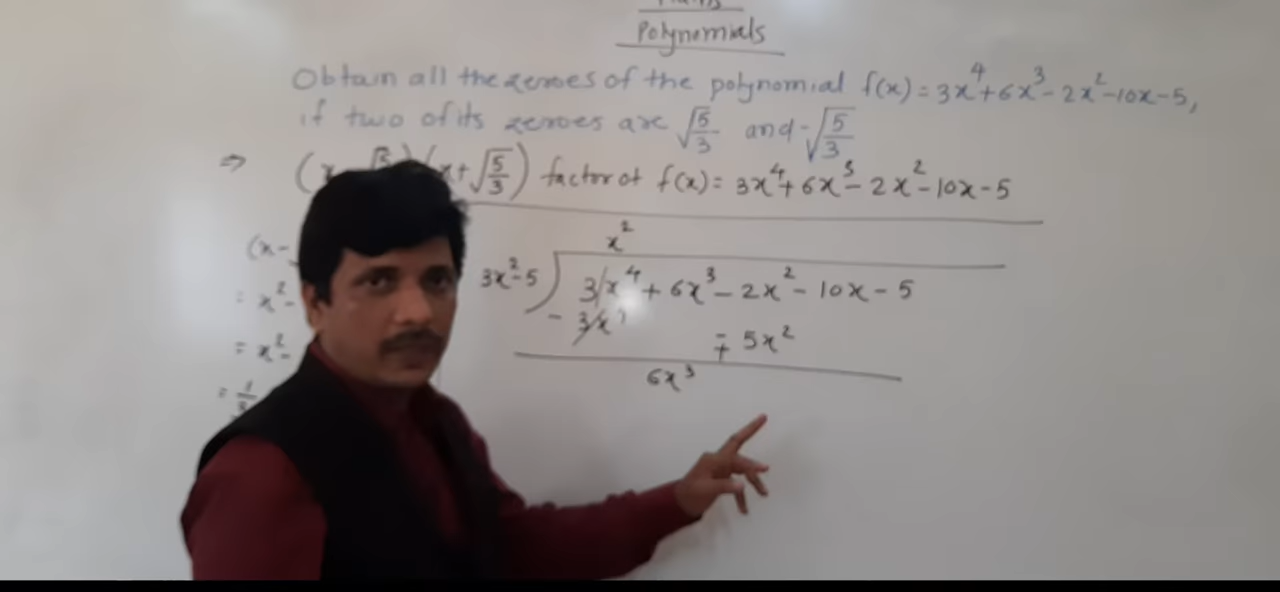 Polynomials
Obtain all the zeroes of the polynomial f(x) = 3x⁴+6x³-2x²-10x-5,
if two of its zeroes are √5/3 and -√5/3
⇒ (x - √5/3)(x+√5/3) factor of f(x) = 3x⁴+6x³-2x²-10x-5
(x-
x²
3x²-5 ) 3x⁴+6x³-2x²-10x-5
= x²-
- 3x⁴ ∓ 5x²
= x²-
6x³
= 1/3